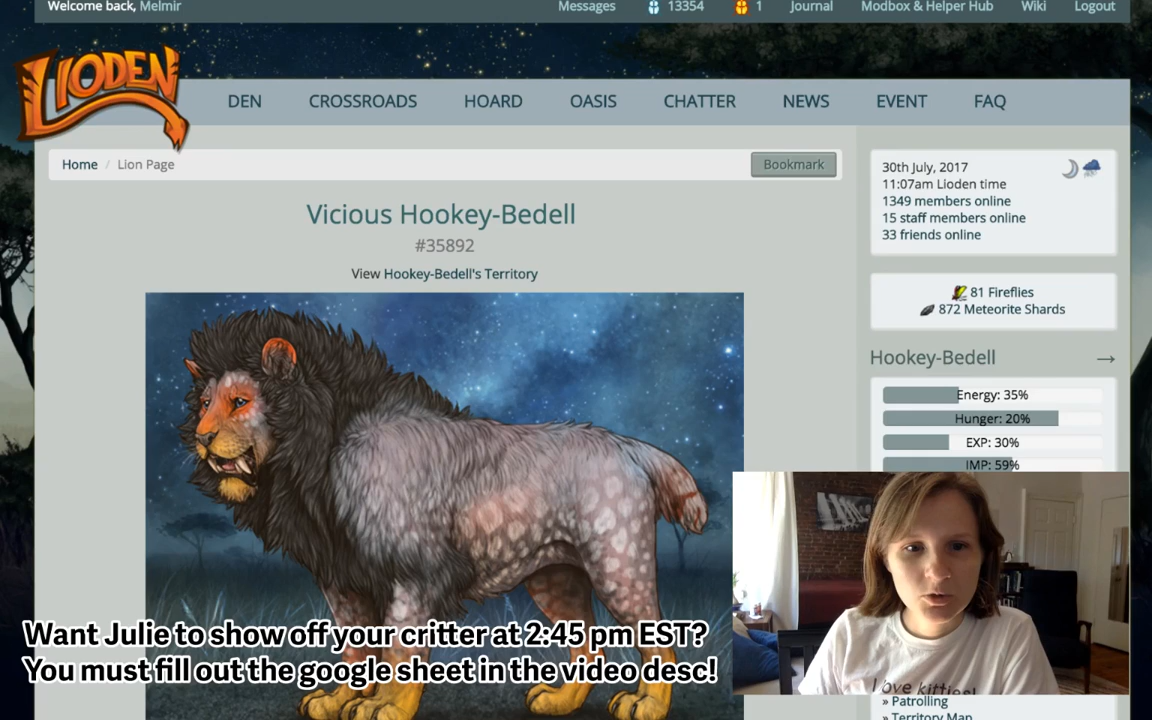 Welcome back, Melmir
Messages 13354 1 Journal Modbox & Helper Hub Wiki Logout
LIODEN
DEN CROSSROADS HOARD OASIS CHATTER NEWS EVENT FAQ
Home / Lion Page
Bookmark
Vicious Hookey-Bedell
#35892
View Hookey-Bedell's Territory
30th July, 2017
11:07am Lioden time
1349 members online
15 staff members online
33 friends online
81 Fireflies
872 Meteorite Shards
Hookey-Bedell →
Energy: 35%
Hunger: 20%
EXP: 30%
IMP: 59%
Want Julie to show off your critter at 2:45 pm EST?
You must fill out the google sheet in the video desc!
I love kitties!
» Patrolling
» Territory Map